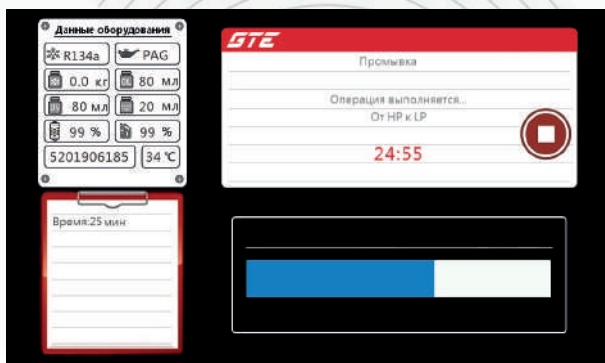 Данные оборудования
R134a PAG
0.0 кг 80 мл
80 мл 20 мл
99 % 99 %
5201906185 34 ℃
GTE
Промывка
Операция выполняется...
От HP к LP
24:55
Время:25 мин